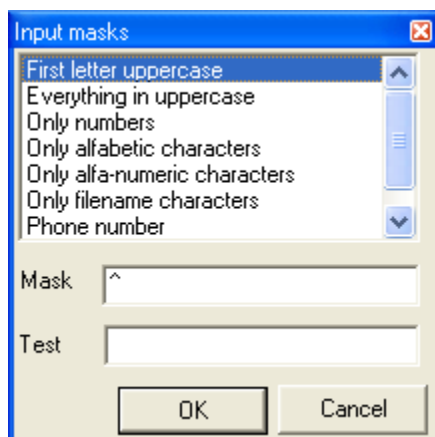 Input masks
First letter uppercase
Everything in uppercase
Only numbers
Only alfabetic characters
Only alfa-numeric characters
Only filename characters
Phone number
Mask ^
Test
OK Cancel